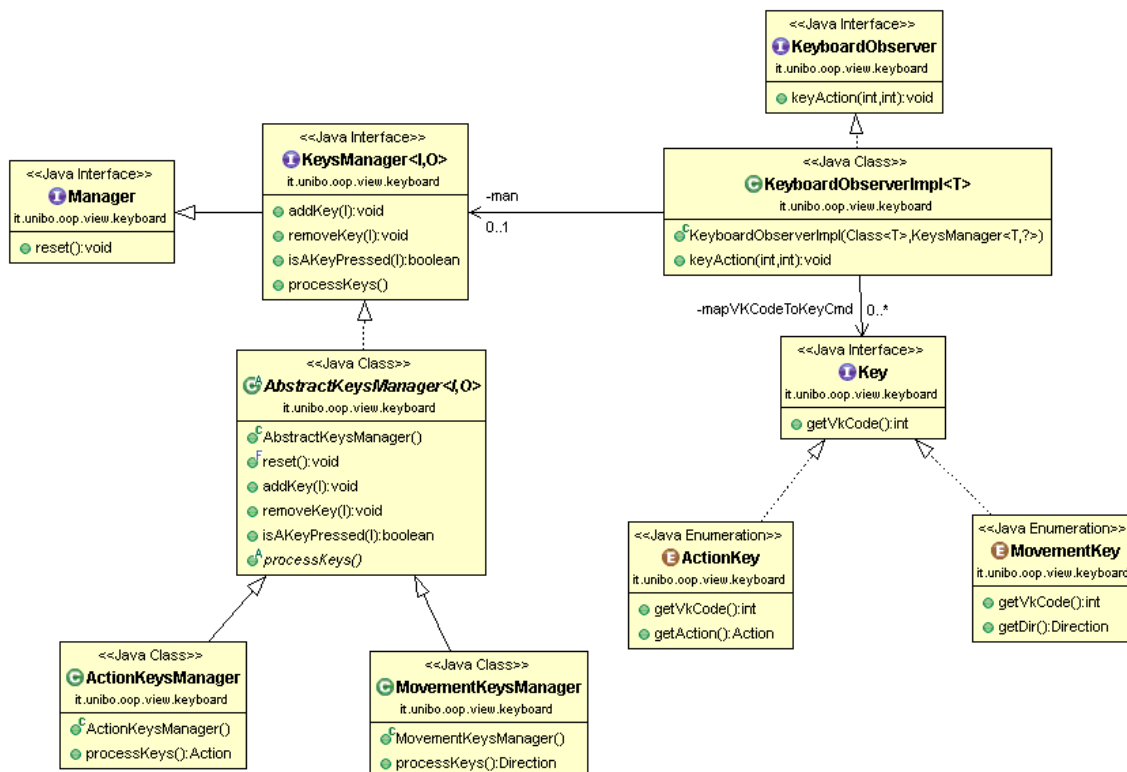 <<Java Interface>>
KeyboardObserver
it.unibo.oop.view.keyboard
keyAction(int,int):void
<<Java Interface>>
KeysManager<I,O>
it.unibo.oop.view.keyboard
addKey(I):void
removeKey(I):void
isAKeyPressed(I):boolean
processKeys()
<<Java Class>>
KeyboardObserverImpl<T>
it.unibo.oop.view.keyboard
KeyboardObserverImpl(Class<T>,KeysManager<T,?>)
keyAction(int,int):void
<<Java Interface>>
Manager
it.unibo.oop.view.keyboard
reset():void
-man
0..1
-mapVKCodeToKeyCmd
0..*
<<Java Interface>>
Key
it.unibo.oop.view.keyboard
getVkCode():int
<<Java Class>>
AbstractKeysManager<I,O>
it.unibo.oop.view.keyboard
AbstractKeysManager()
reset():void
addKey(I):void
removeKey(I):void
isAKeyPressed(I):boolean
processKeys()
<<Java Enumeration>>
ActionKey
it.unibo.oop.view.keyboard
getVkCode():int
getAction():Action
<<Java Enumeration>>
MovementKey
it.unibo.oop.view.keyboard
getVkCode():int
getDir():Direction
<<Java Class>>
ActionKeysManager
it.unibo.oop.view.keyboard
ActionKeysManager()
processKeys():Action
<<Java Class>>
MovementKeysManager
it.unibo.oop.view.keyboard
MovementKeysManager()
processKeys():Direction